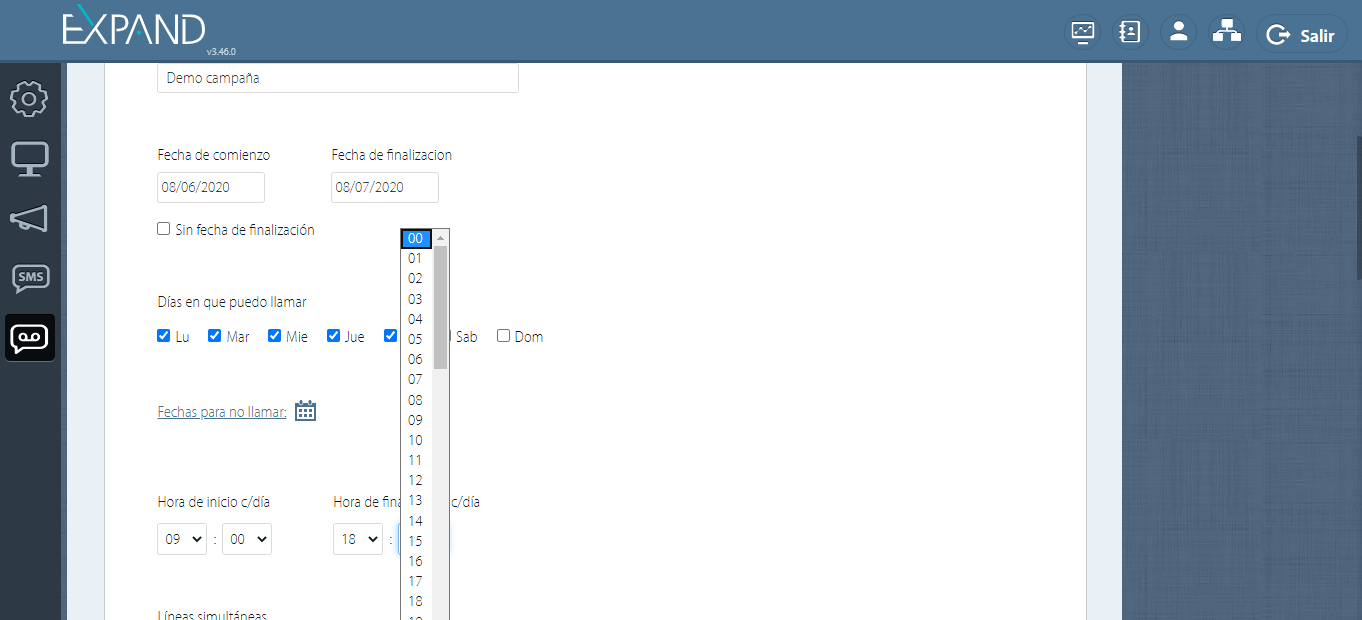 EXPAND
v3.46.0
Salir
SMS
Demo campaña
Fecha de comienzo Fecha de finalizacion
08/06/2020 08/07/2020
Sin fecha de finalización
Días en que puedo llamar
Lu Mar Mie Jue Sab Dom
Fechas para no llamar:
Hora de inicio c/día Hora de fina c/día
09 : 00 18 :
Líneas simultáneas
00
01
02
03
04
05
06
07
08
09
10
11
12
13
14
15
16
17
18